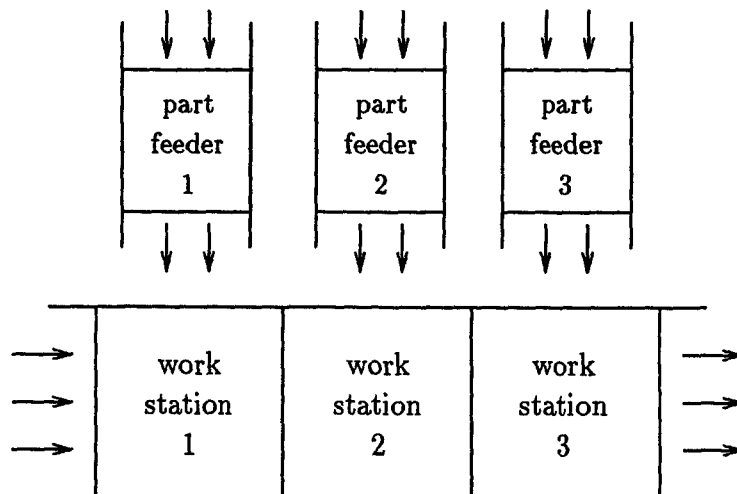 part
feeder
1
part
feeder
2
part
feeder
3
work
station
1
work
station
2
work
station
3